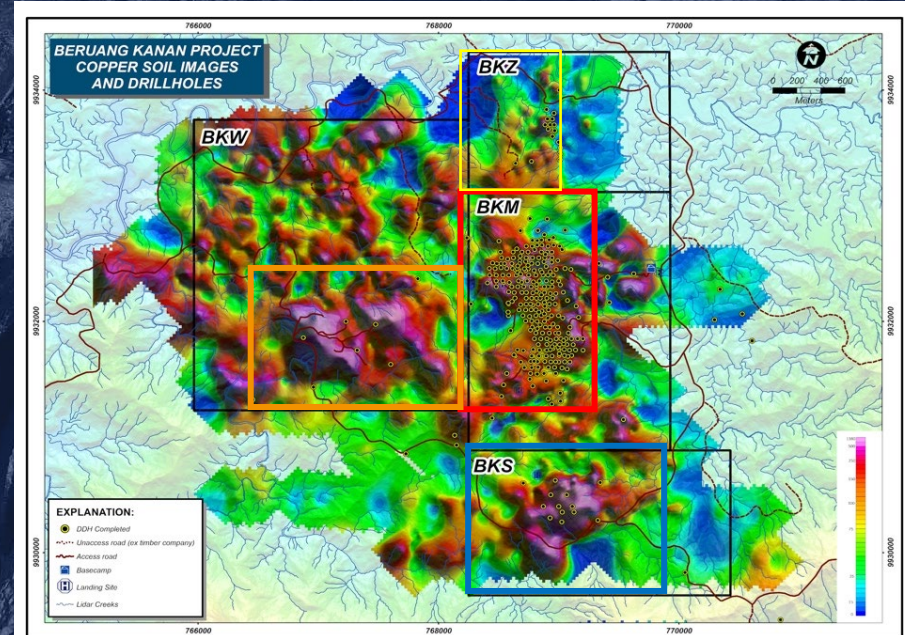 766000
768000
770000
BERUANG KANAN PROJECT
COPPER SOIL IMAGES
AND DRILLHOLES
BKZ
N
0 200 400 600
Meters
9934000
9934000
BKW
BKM
9932000
9932000
BKS
EXPLANATION:
DDH Completed
Unaccess road (ex timber company)
Access road
Basecamp
H Landing Site
Lidar Creeks
9930000
9930000
766000
768000
770000